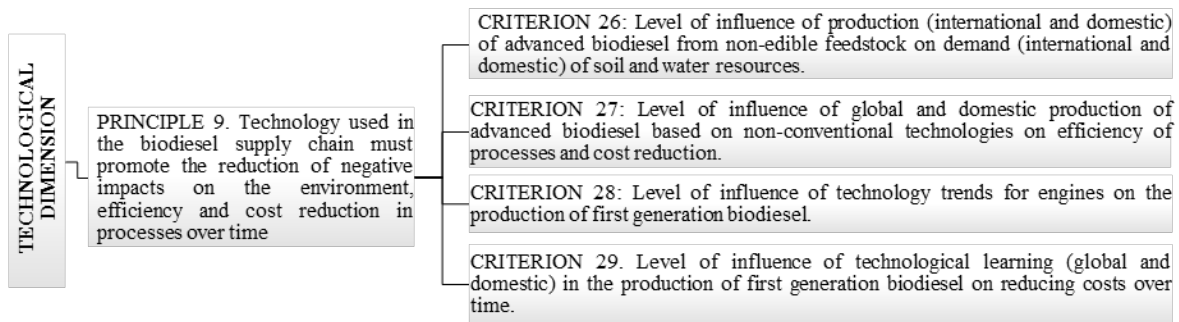 TECHNOLOGICAL
DIMENSION
PRINCIPLE 9. Technology used in
the biodiesel supply chain must
promote the reduction of negative
impacts on the environment,
efficiency and cost reduction in
processes over time
CRITERION 26: Level of influence of production (international and domestic)
of advanced biodiesel from non-edible feedstock on demand (international and
domestic) of soil and water resources.
CRITERION 27: Level of influence of global and domestic production of
advanced biodiesel based on non-conventional technologies on efficiency of
processes and cost reduction.
CRITERION 28: Level of influence of technology trends for engines on the
production of first generation biodiesel.
CRITERION 29. Level of influence of technological learning (global and
domestic) in the production of first generation biodiesel on reducing costs over
time.